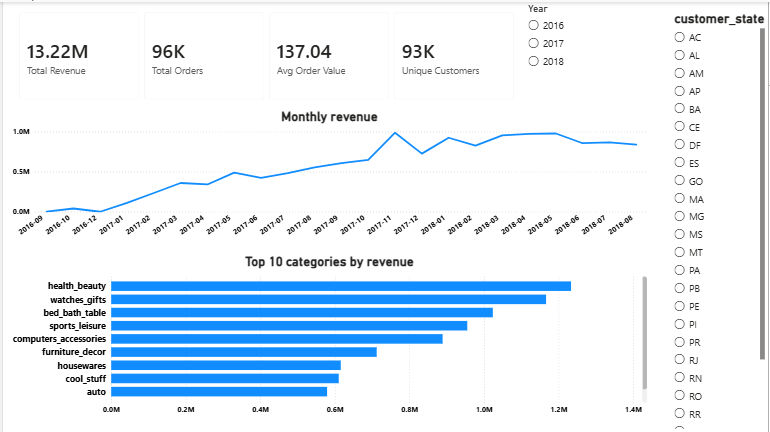 13.22M
Total Revenue
96K
Total Orders
137.04
Avg Order Value
93K
Unique Customers
Year
2016
2017
2018
customer_state
AC
AL
AM
AP
BA
CE
DF
ES
GO
MA
MG
MS
MT
PA
PB
PE
PI
PR
RJ
RN
RO
RR
Monthly revenue
1.0M
0.5M
0.0M
2016-09
2016-10
2016-12
2017-01
2017-02
2017-03
2017-04
2017-05
2017-06
2017-07
2017-08
2017-09
2017-10
2017-11
2017-12
2018-01
2018-02
2018-03
2018-04
2018-05
2018-06
2018-07
2018-08
Top 10 categories by revenue
health_beauty
watches_gifts
bed_bath_table
sports_leisure
computers_accesories
furniture_decor
housewares
cool_stuff
auto
0.0M
0.2M
0.4M
0.6M
0.8M
1.0M
1.2M
1.4M